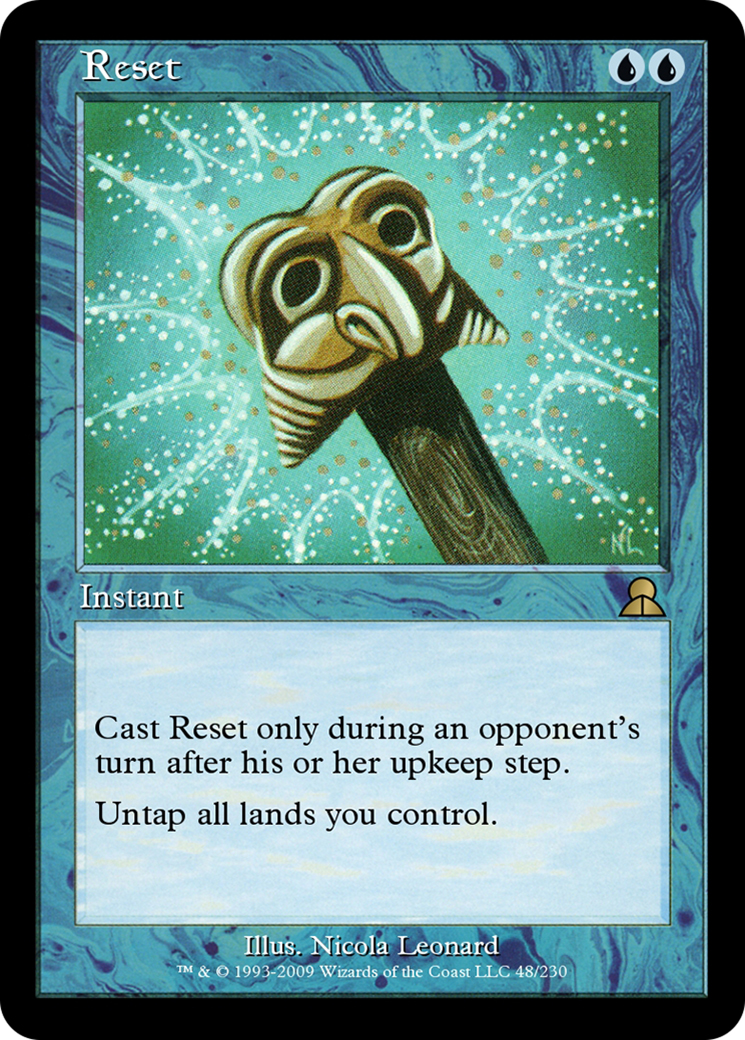 Reset
NL
Instant
Cast Reset only during an opponent's
turn after his or her upkeep step.
Untap all lands you control.
Illus. Nicola Leonard
™ & © 1993-2009 Wizards of the Coast LLC 48/230